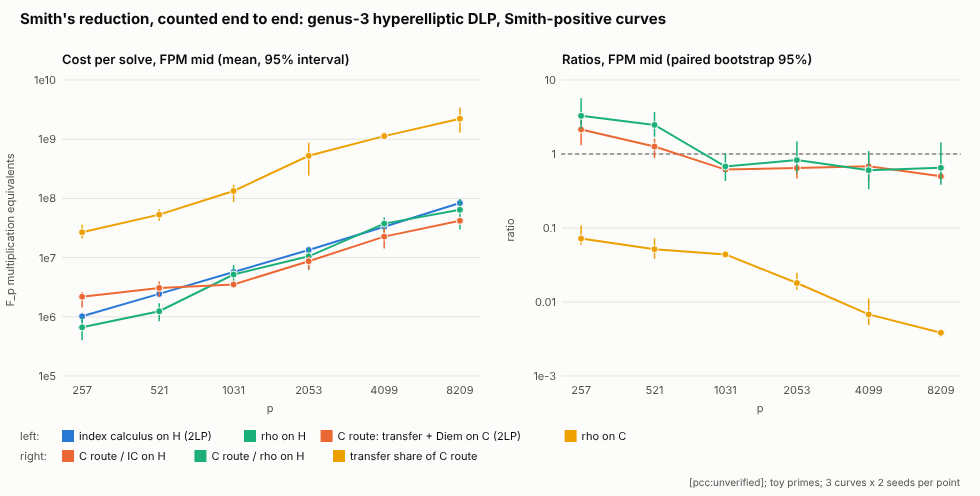 Smith's reduction, counted end to end: genus-3 hyperelliptic DLP, Smith-positive curves
Cost per solve, FPM mid (mean, 95% interval)
F_p multiplication equivalents
1e10
1e9
1e8
1e7
1e6
1e5
257 521 1031 2053 4099 8209
p
Ratios, FPM mid (paired bootstrap 95%)
ratio
10
1
0.1
0.01
1e-3
257 521 1031 2053 4099 8209
p
left: index calculus on H (2LP) rho on H C route: transfer + Diem on C (2LP) rho on C
right: C route / IC on H C route / rho on H transfer share of C route
[pcc:unverified]; toy primes; 3 curves x 2 seeds per point